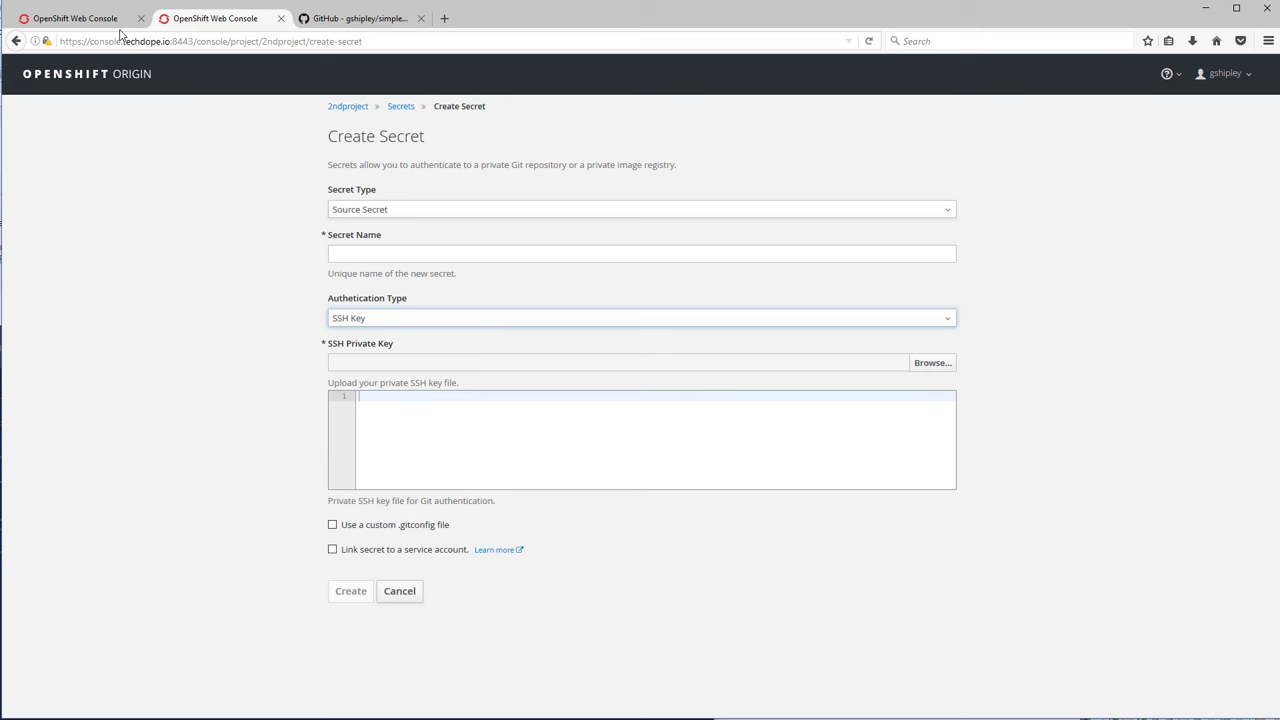 OpenShift Web Console
OpenShift Web Console
GitHub - gshipley/simple...
https://console.techdope.io:8443/console/project/2ndproject/create-secret
Search
OPENSHIFT ORIGIN
gshipley
2ndproject » Secrets » Create Secret
Create Secret
Secrets allow you to authenticate to a private Git repository or a private image registry.
Secret Type
Source Secret
* Secret Name
Unique name of the new secret.
Authetication Type
SSH Key
* SSH Private Key
Browse...
Upload your private SSH key file.
1
Private SSH key file for Git authentication.
Use a custom .gitconfig file
Link secret to a service account. Learn more
Create Cancel